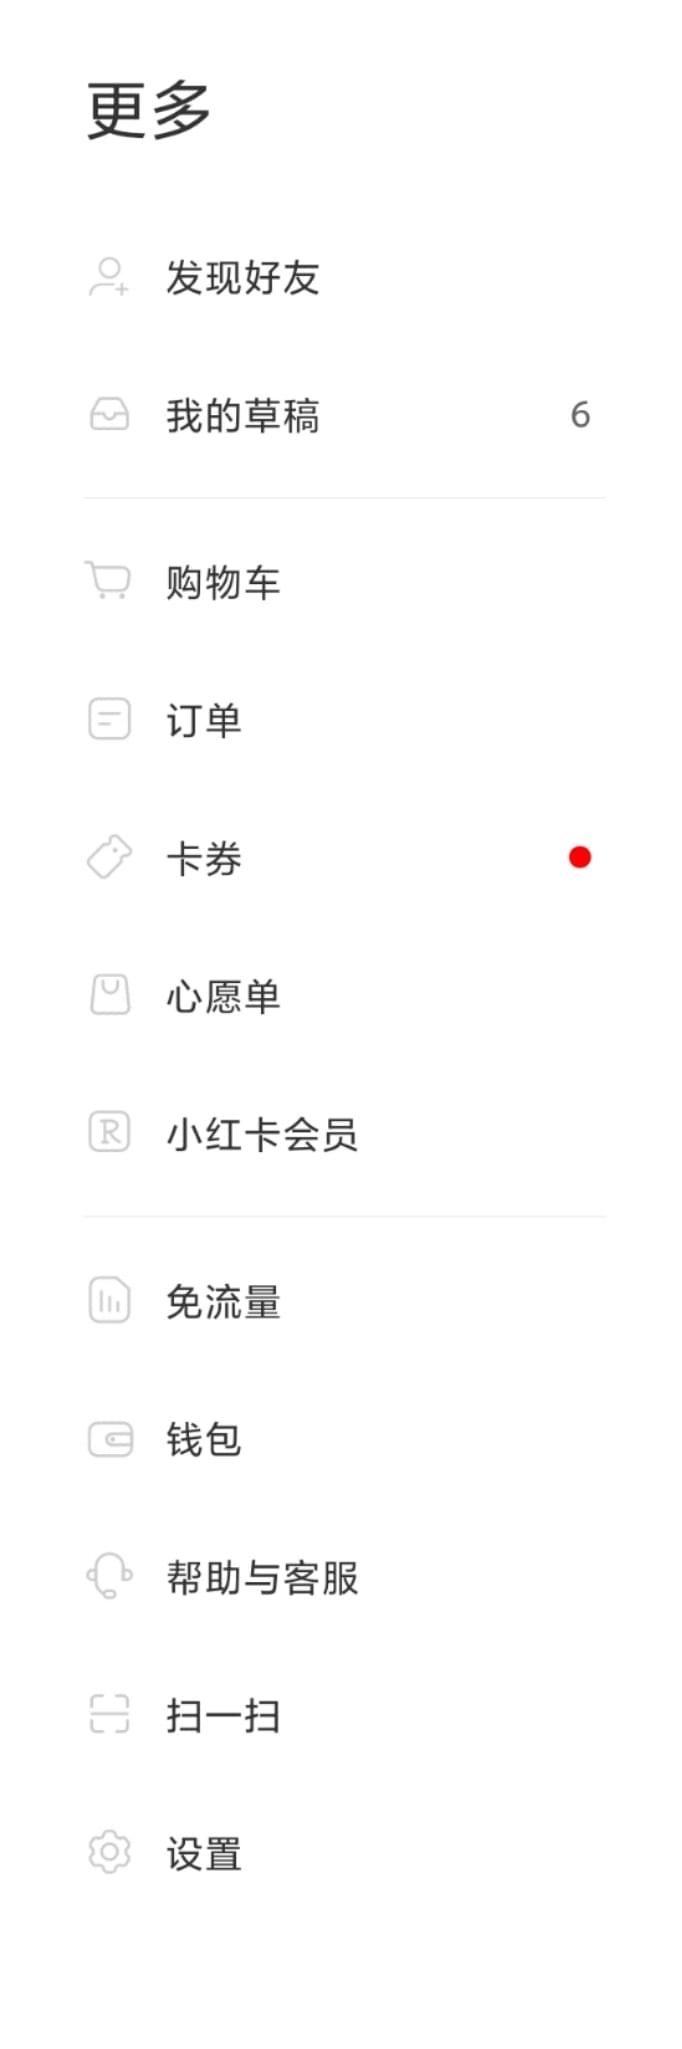 更多
发现好友
我的草稿 6
购物车
订单
卡券
心愿单
R 小红卡会员
免流量
钱包
帮助与客服
扫一扫
设置